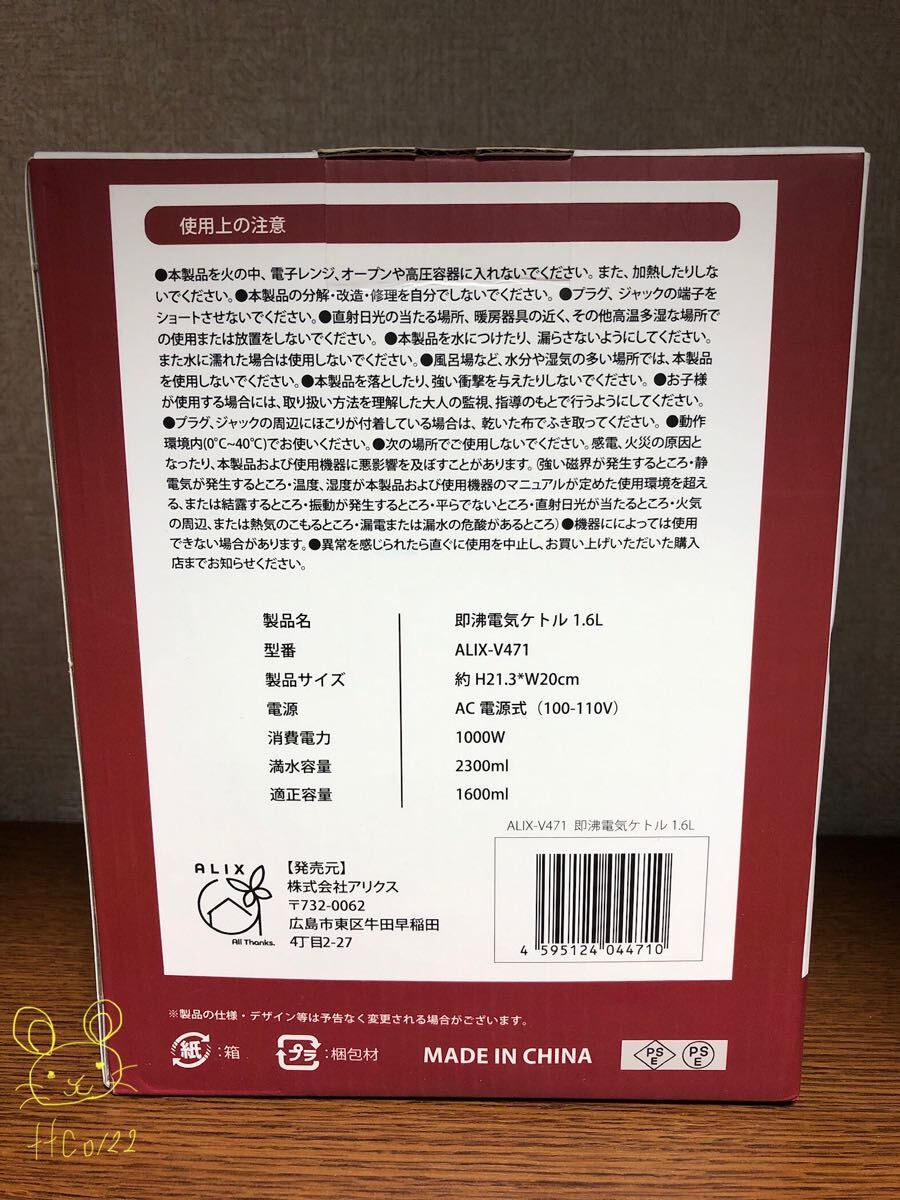 使用上の注意
●本製品を火の中、電子レンジ、オーブンや高圧容器に入れないでください。また、加熱したりしな
いでください。●本製品の分解・改造・修理を自分でしないでください。 ●プラグ、ジャックの端子を
ショートさせないでください。●直射日光の当たる場所、暖房器具の近く、その他高温多湿な場所で
の使用または放置をしないでください。 ●本製品を水につけたり、漏らさないようにしてください。
また水に濡れた場合は使用しないでください。●風呂場など、水分や湿気の多い場所では、本製品
を使用しないでください。●本製品を落としたり、強い衝撃を与えたりしないでください。 ●お子様
が使用する場合には、取り扱い方法を理解した大人の監視、指導のもとで行うようにしてください。
●プラグ、ジャックの周辺にほこりが付着している場合は、乾いた布でふき取ってください。 ●動作
環境内(0℃~40℃)でお使いください。●次の場所でご使用しないでください。感電、火災の原因と
なったり、本製品および使用機器に悪影響を及ぼすことがあります。(強い磁界が発生するところ・静
電気が発生するところ・温度、湿度が本製品および使用機器のマニュアルが定めた使用環境を超え
る、または結露するところ・振動が発生するところ・平らでないところ・直射日光が当たるところ・火気
の周辺、または熱気のこもるところ・漏電または漏水の危険があるところ)●機器にによっては使用
できない場合があります。●異常を感じられたら直ぐに使用を中止し、お買い上げいただいた購入
店までお知らせください。
製品名 即沸電気ケトル 1.6L
型番 ALIX-V471
製品サイズ 約 H21.3*W20cm
電源 AC 電源式（100-110V）
消費電力 1000W
満水容量 2300ml
適正容量 1600ml
ALIX-V471 即沸電気ケトル 1.6L
4 595124 044710
ALIX
All Thanks.
【発売元】
株式会社アリクス
〒732-0062
広島市東区牛田早稲田
4丁目2-27
※製品の仕様・デザイン等は予告なく変更される場合がございます。
紙 :箱 プラ :梱包材 MADE IN CHINA PSE PSE
HCo122